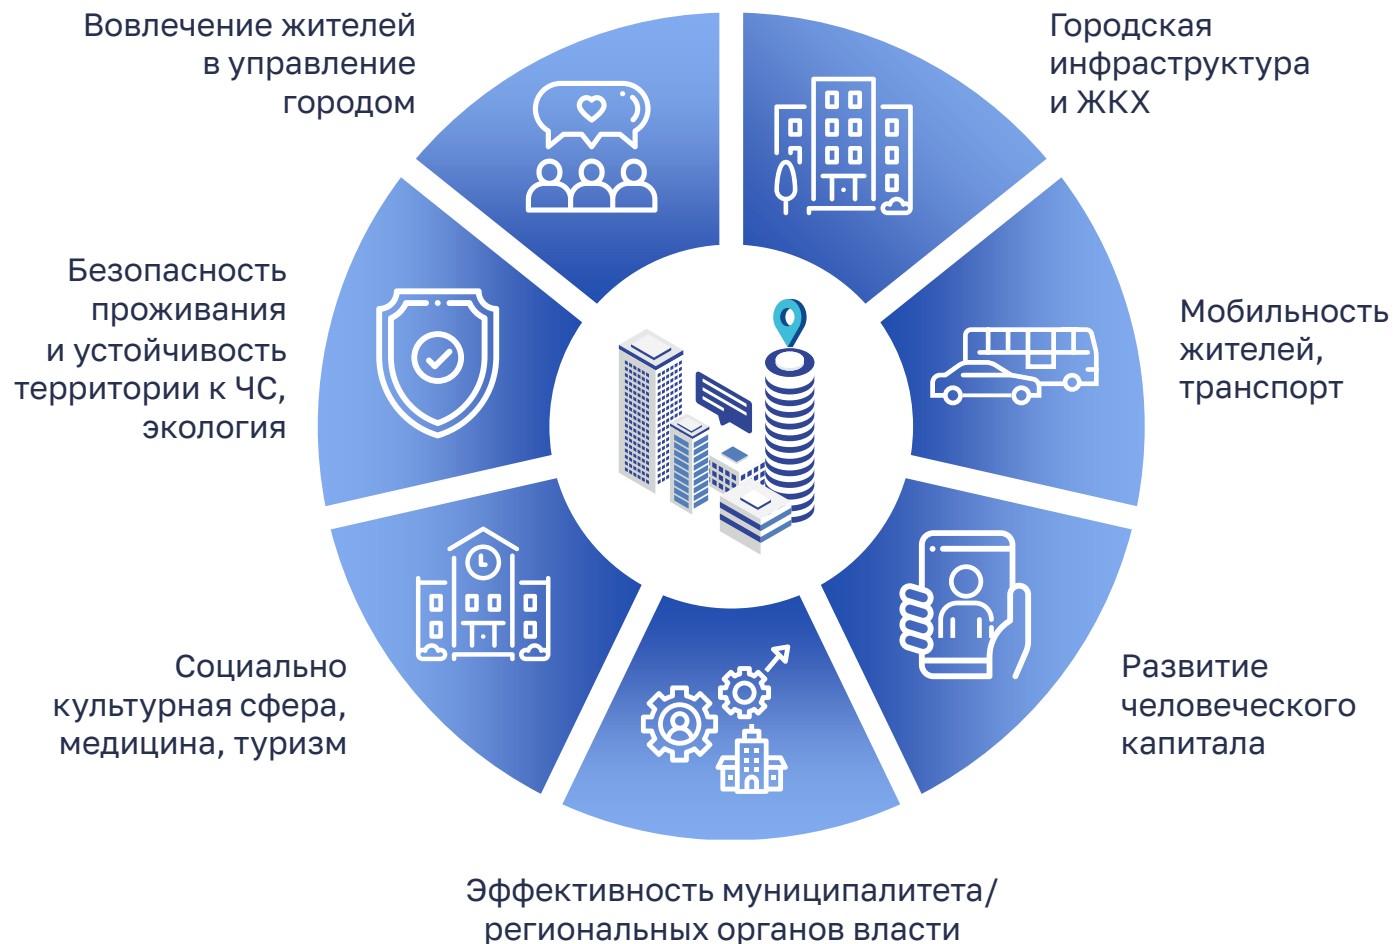 Вовлечение жителей
в управление
городом
Городская
инфраструктура
и ЖКХ
Безопасность
проживания
и устойчивость
территории к ЧС,
экология
Мобильность
жителей,
транспорт
Социально
культурная сфера,
медицина, туризм
Развитие
человеческого
капитала
Эффективность муниципалитета/
региональных органов власти